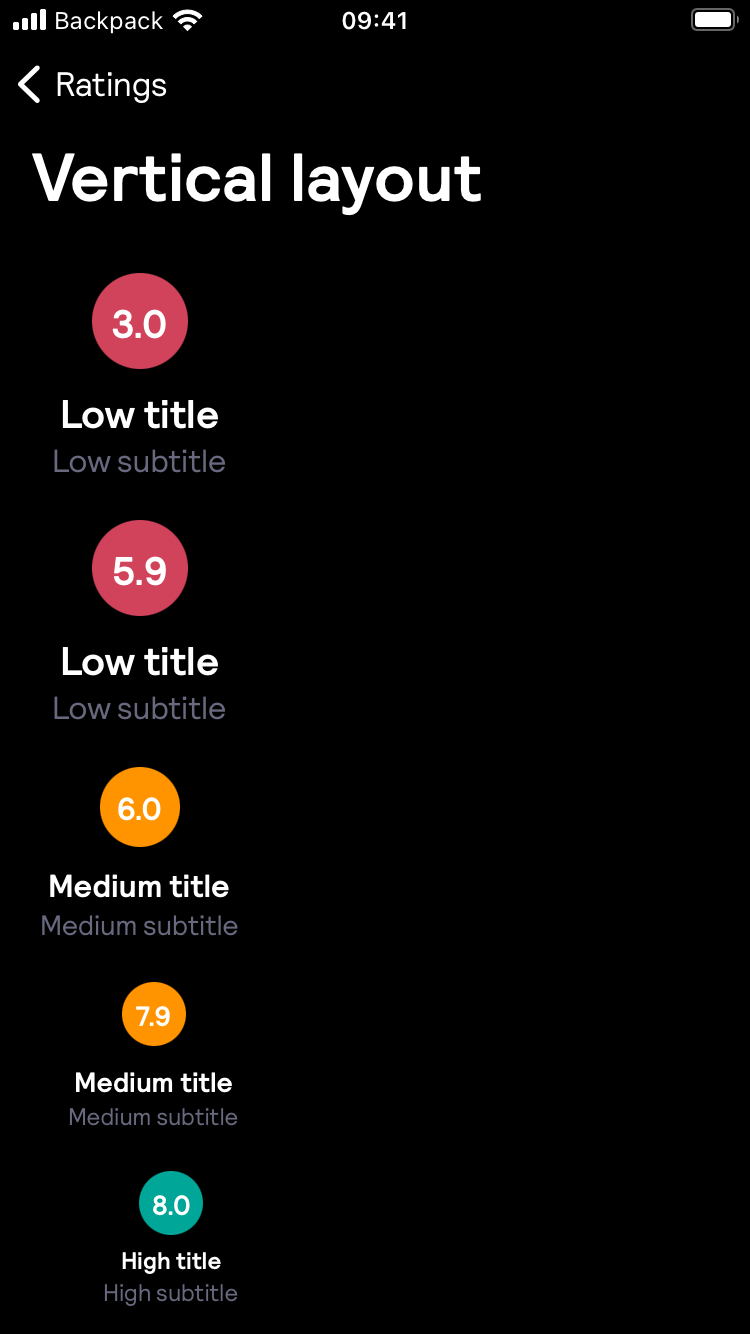 Backpack 09:41
Ratings
Vertical layout
3.0
Low title
Low subtitle
5.9
Low title
Low subtitle
6.0
Medium title
Medium subtitle
7.9
Medium title
Medium subtitle
8.0
High title
High subtitle